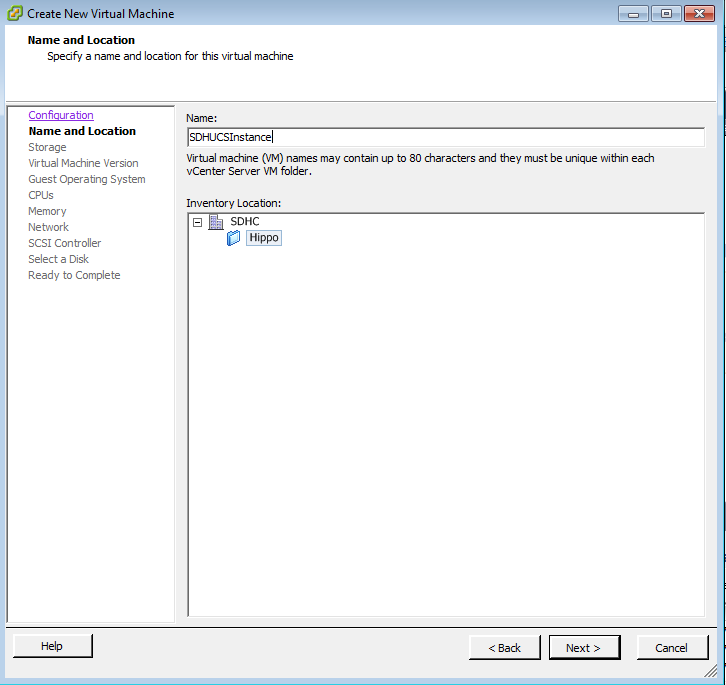 Create New Virtual Machine
Name and Location
Specify a name and location for this virtual machine
Configuration
Name and Location
Storage
Virtual Machine Version
Guest Operating System
CPUs
Memory
Network
SCSI Controller
Select a Disk
Ready to Complete
Name:
SDHUCSInstance
Virtual machine (VM) names may contain up to 80 characters and they must be unique within each
vCenter Server VM folder.
Inventory Location:
SDHC
Hippo
Help
< Back
Next >
Cancel